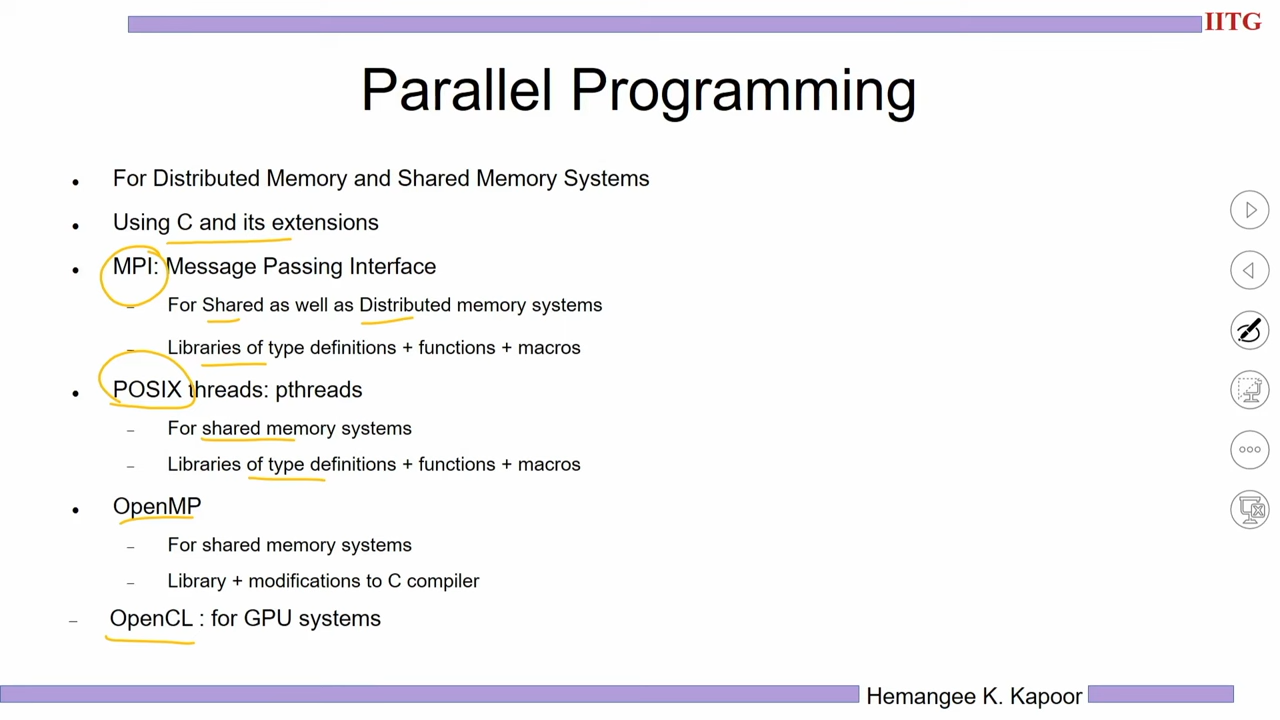 IITG
Parallel Programming
• For Distributed Memory and Shared Memory Systems
• Using C and its extensions
• MPI: Message Passing Interface
– For Shared as well as Distributed memory systems
– Libraries of type definitions + functions + macros
• POSIX threads: pthreads
– For shared memory systems
– Libraries of type definitions + functions + macros
• OpenMP
– For shared memory systems
– Library + modifications to C compiler
– OpenCL : for GPU systems
Hemangee K. Kapoor